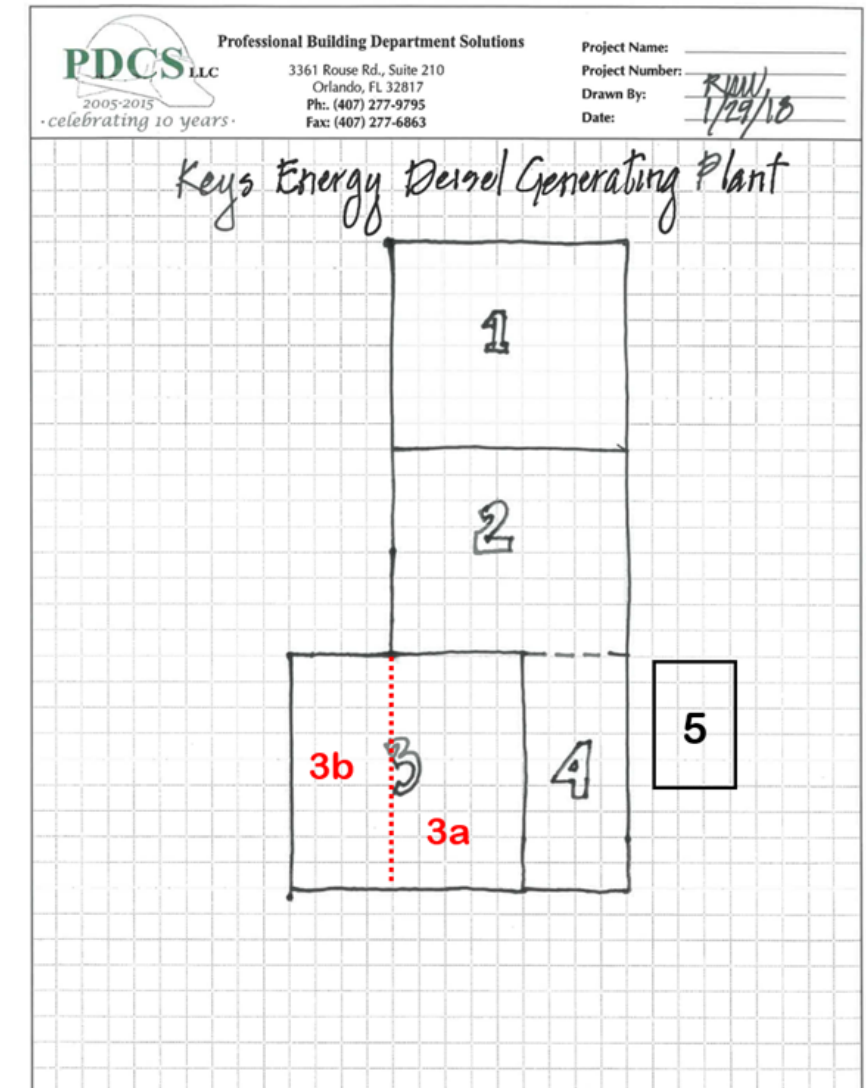 PDCS LLC
2005-2015
·celebrating 10 years·
Professional Building Department Solutions
3361 Rouse Rd., Suite 210
Orlando, FL 32817
Ph:. (407) 277-9795
Fax: (407) 277-6863
Project Name:
Project Number:
Drawn By:
Date: 1/29/18
Keys Energy Deisel Generating Plant
1
2
3b
3
3a
4
5